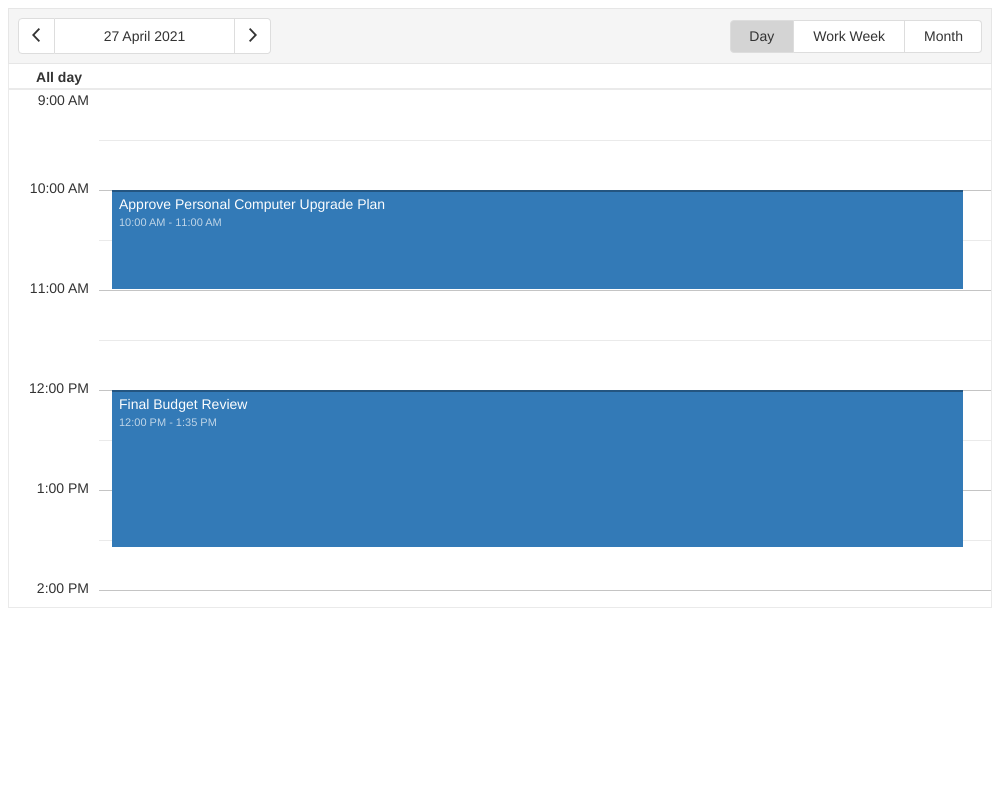 27 April 2021
Day
Work Week
Month
All day
9:00 AM
10:00 AM
Approve Personal Computer Upgrade Plan
10:00 AM - 11:00 AM
11:00 AM
12:00 PM
Final Budget Review
12:00 PM - 1:35 PM
1:00 PM
2:00 PM